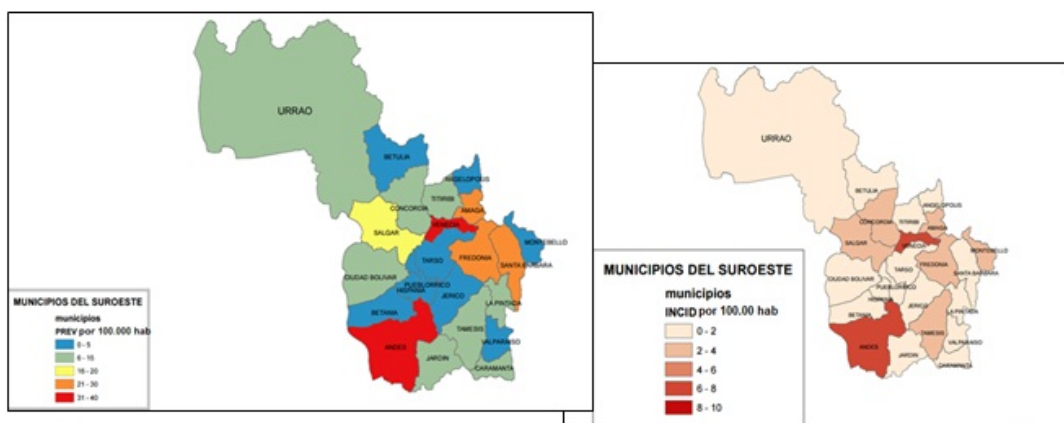 URRAO
BETULIA
ANGELOPOLIS
TITIRIBI
CONCORDIA
AMAGA
VENECIA
SALGAR
MONTEBELLO
FREDONIA
TARSO
SANTA BARBARA
CIUDAD BOLIVAR
PUEBLORRICO
HISPANIA
JERICO
LA PINTADA
BETANIA
TAMESIS
VALPARAISO
ANDES
JARDIN
CARAMANTA
MUNICIPIOS DEL SUROESTE
municipios
PREV por 100.000 hab
0 - 5
6 - 15
16 - 20
21 - 30
31 - 40
URRAO
BETULIA
ANGELOPOLIS
CONCORDIA
TITIRIBI
AMAGA
SALGAR
VENECIA
MONTEBELLO
FREDONIA
TARSO
SANTA BARBARA
CIUDAD BOLIVAR
PUEBLORRICO
HISPANIA
JERICO
LA PINTADA
BETANIA
TAMESIS
VALPARAISO
ANDES
JARDIN
CARAMANTA
MUNICIPIOS DEL SUROESTE
municipios
INCID por 100.00 hab
0 - 2
2 - 4
4 - 6
6 - 8
8 - 10